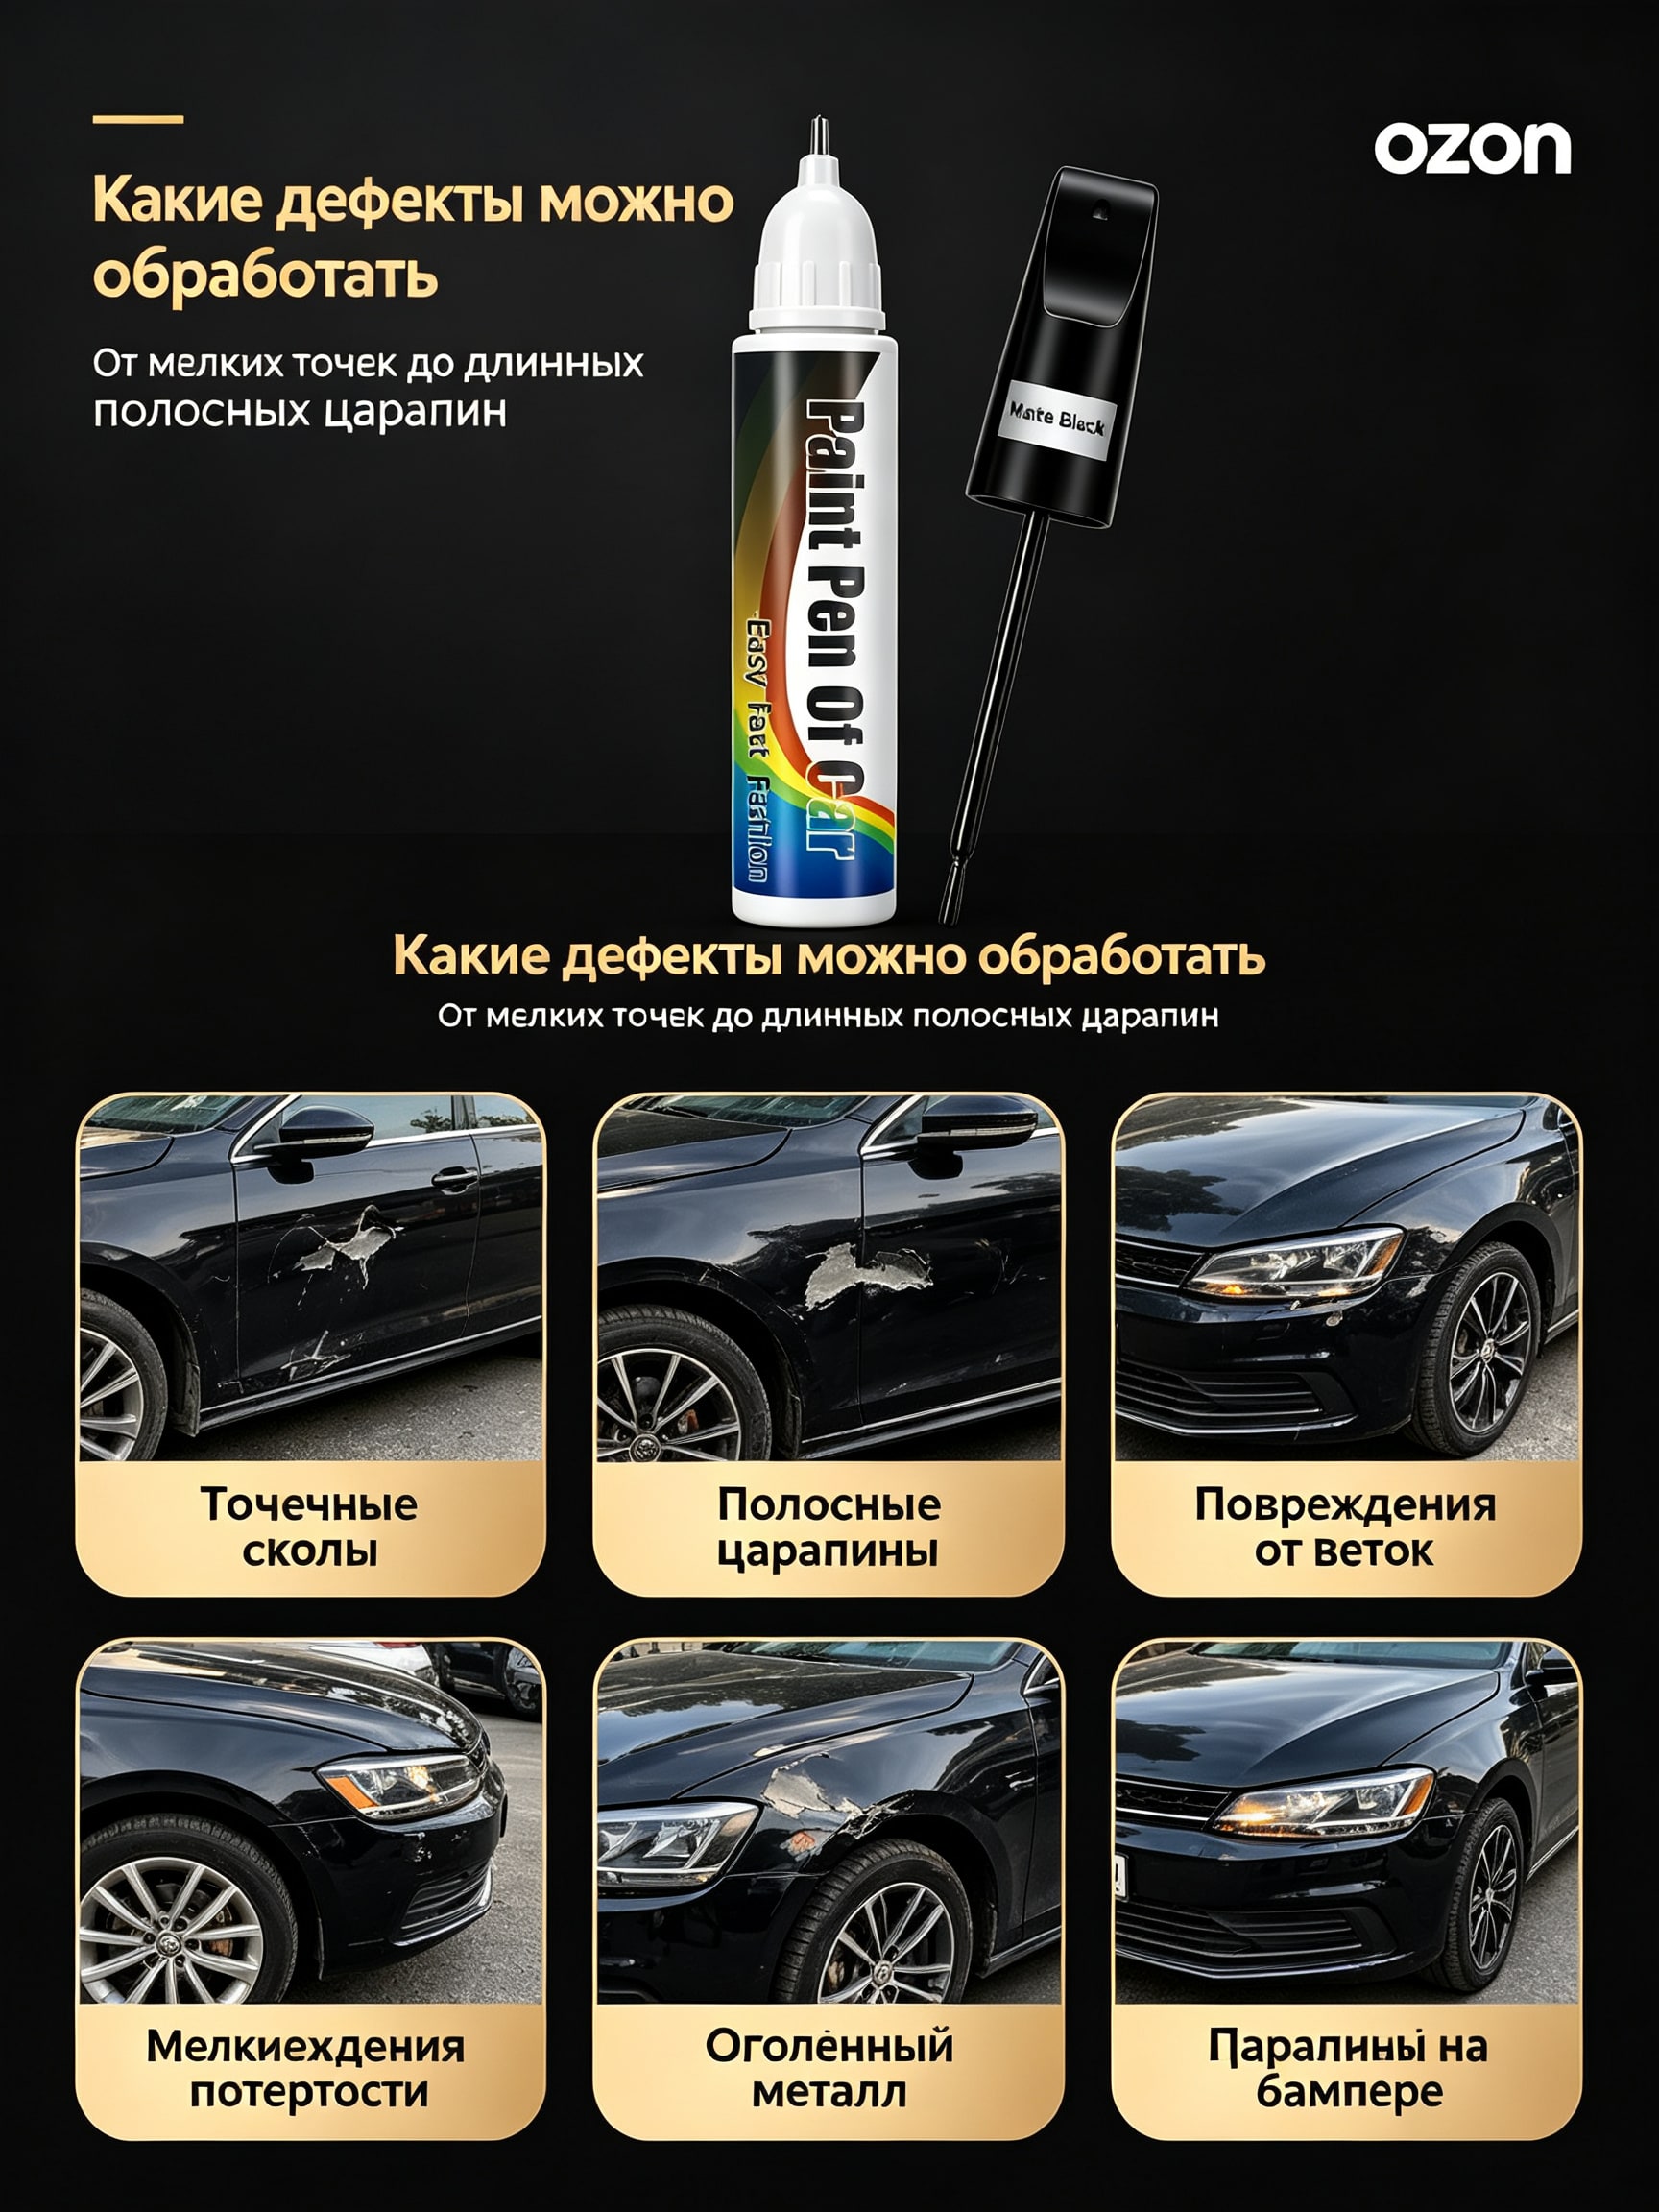 ozon
Какие дефекты можно
обработать
От мелких точек до длинных
полосных царапин
Paint Pen Of Car
Easy Fast Fashion
Mate Black
Какие дефекты можно обработать
От мелких точек до длинных полосных царапин
Точечные
сколы
Полосные
царапины
Повреждения
от веток
Мелкиехдения
потертости
Оголённый
металл
Паралины на
бампере